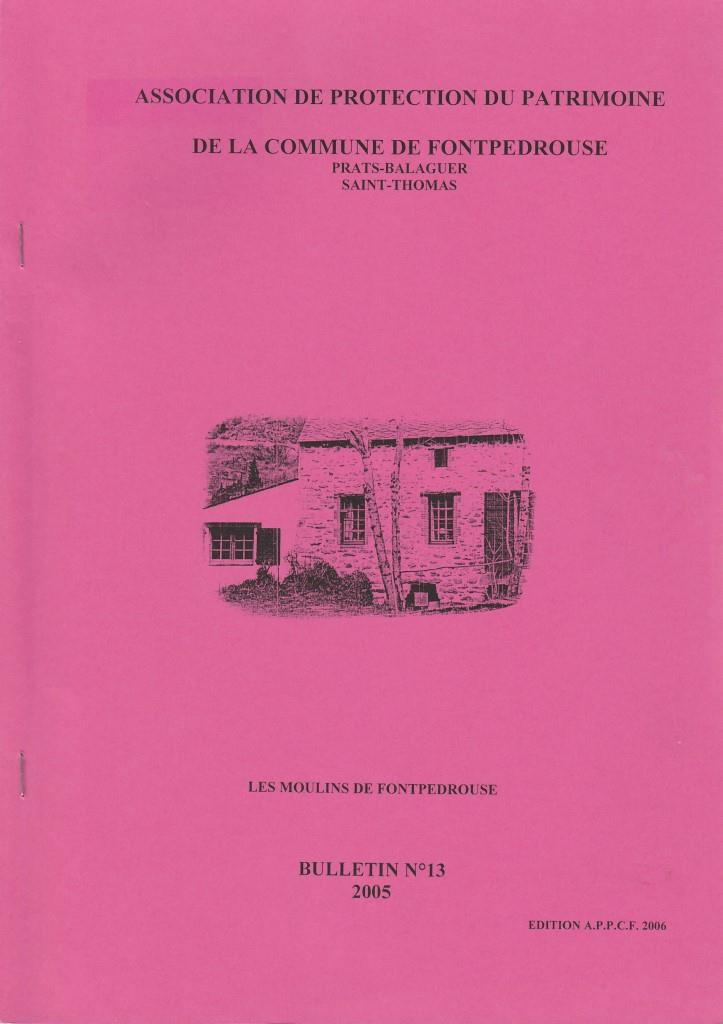 ASSOCIATION DE PROTECTION DU PATRIMOINE
DE LA COMMUNE DE FONTPEDROUSE
PRATS-BALAGUER
SAINT-THOMAS
LES MOULINS DE FONTPEDROUSE
BULLETIN N°13
2005
EDITION A.P.P.C.F. 2006